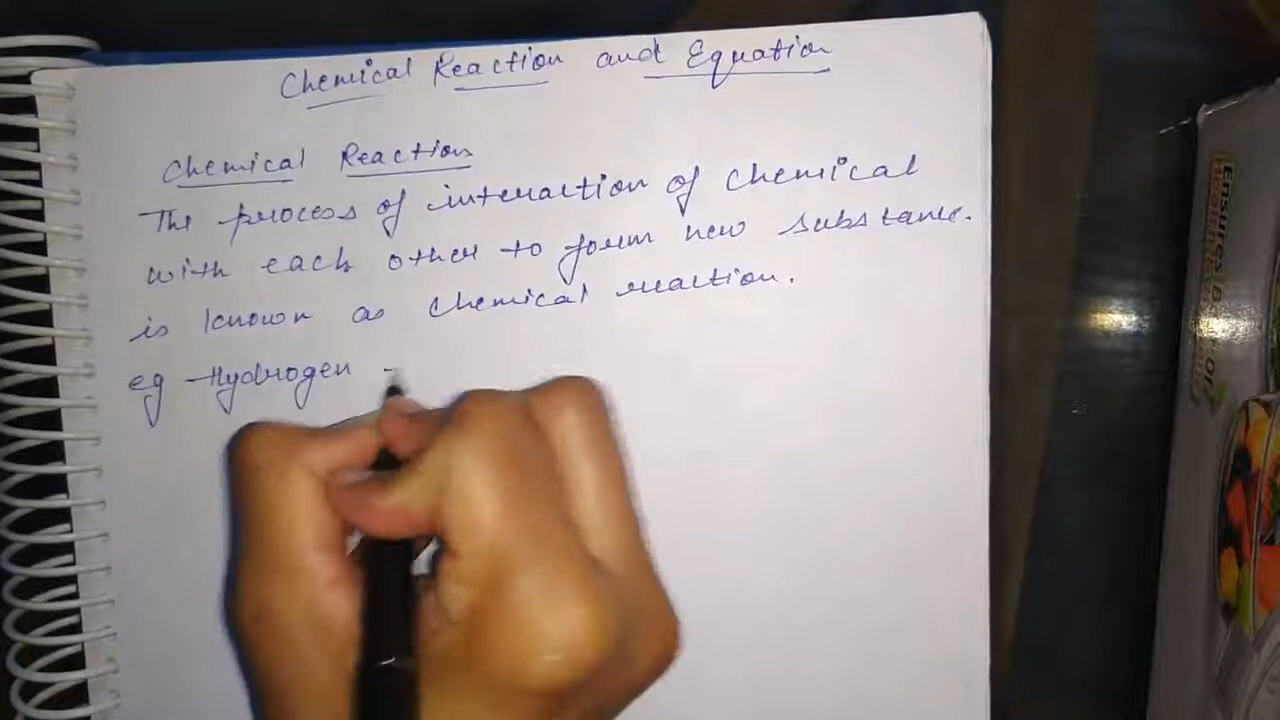 Chemical Reaction and Equation
Chemical Reaction
The process of interaction of chemical
with each other to form new substance.
is known as chemical reaction.
eg Hydrogen
Ensures